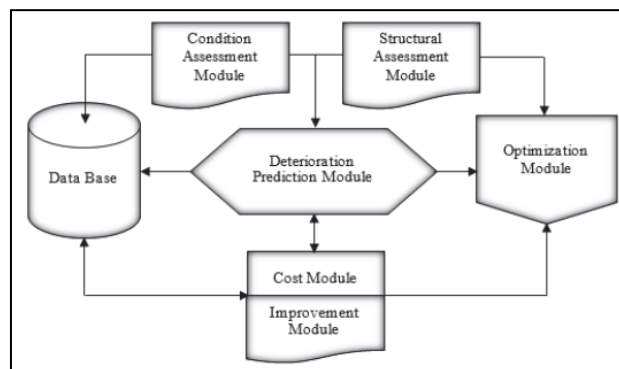 Condition
Assessment
Module
Structural
Assessment
Module
Data Base
Deterioration
Prediction Module
Optimization
Module
Cost Module
Improvement
Module